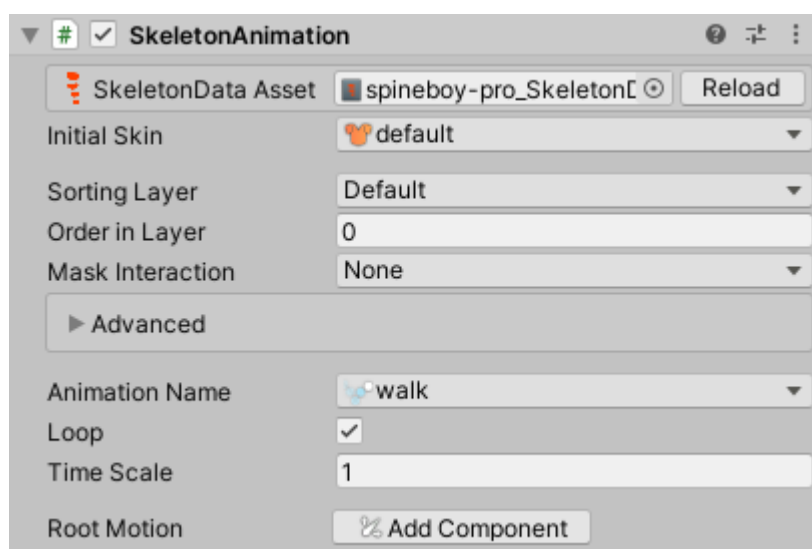 SkeletonAnimation
SkeletonData Asset spineboy-pro_SkeletonD Reload
Initial Skin default
Sorting Layer Default
Order in Layer 0
Mask Interaction None
Advanced
Animation Name walk
Loop
Time Scale 1
Root Motion Add Component